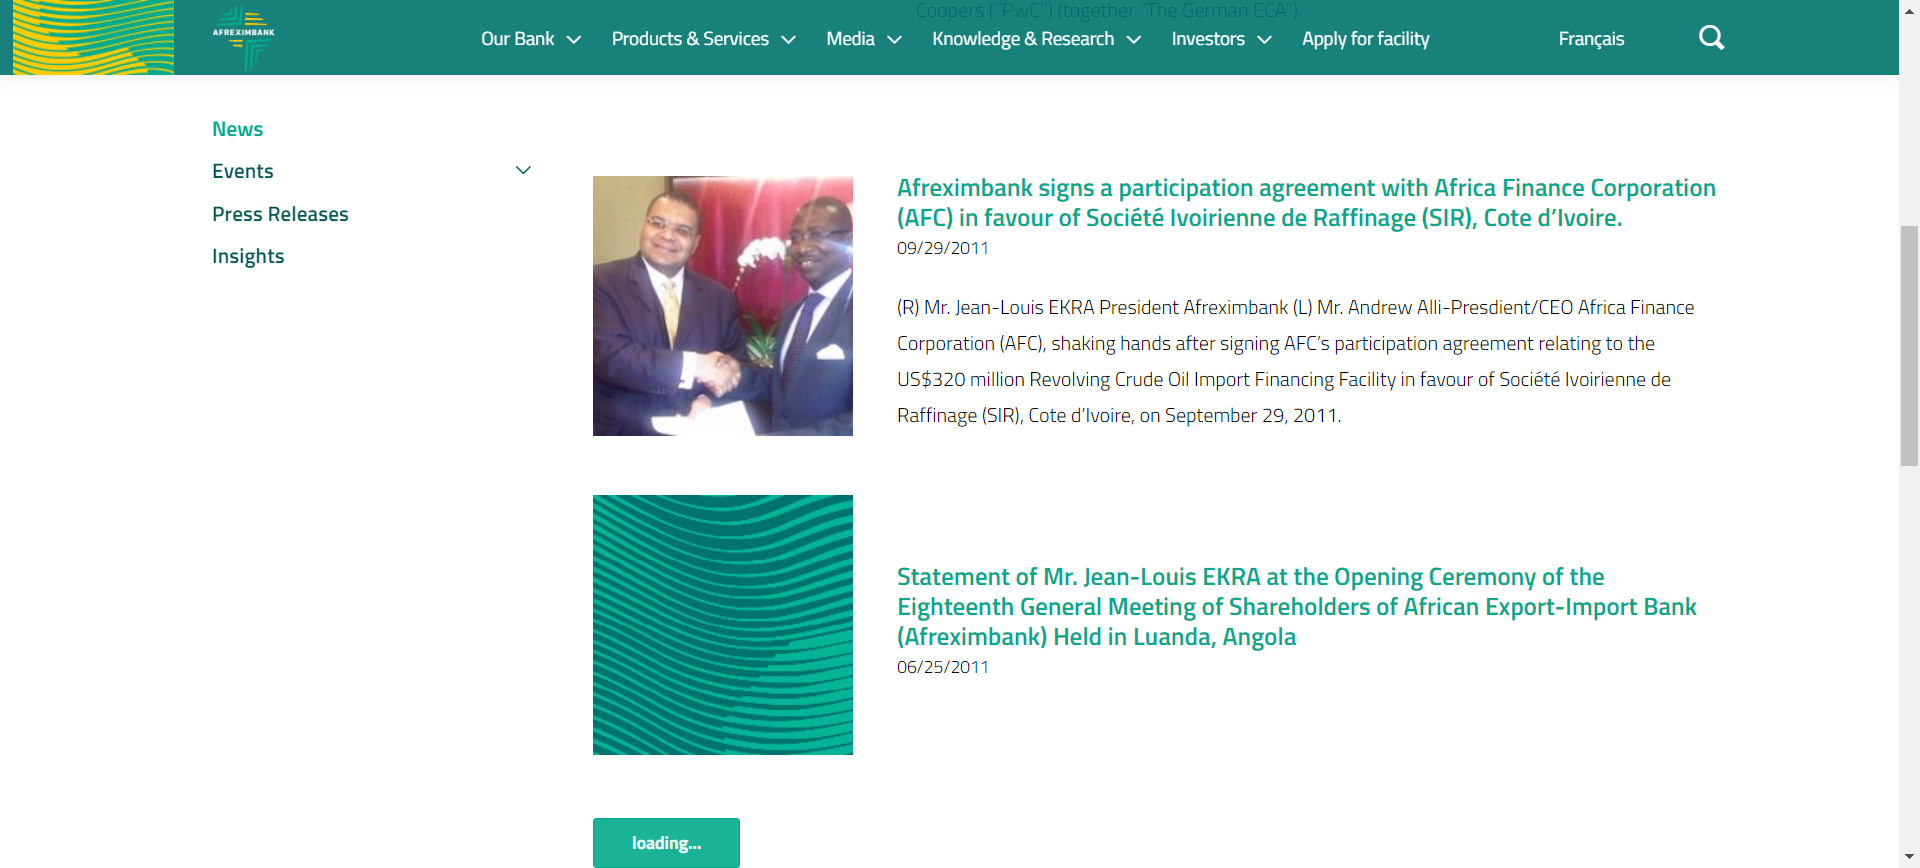 Coopers (“PwC”) (together “The German ECA”).
AFREXIMBANK
Our Bank
Products & Services
Media
Knowledge & Research
Investors
Apply for facility
Français
News
Events
Press Releases
Insights
Afreximbank signs a participation agreement with Africa Finance Corporation
(AFC) in favour of Société Ivoirienne de Raffinage (SIR), Cote d’Ivoire.
09/29/2011
(R) Mr. Jean-Louis EKRA President Afreximbank (L) Mr. Andrew Alli-Presdient/CEO Africa Finance
Corporation (AFC), shaking hands after signing AFC’s participation agreement relating to the
US$320 million Revolving Crude Oil Import Financing Facility in favour of Société Ivoirienne de
Raffinage (SIR), Cote d’Ivoire, on September 29, 2011.
Statement of Mr. Jean-Louis EKRA at the Opening Ceremony of the
Eighteenth General Meeting of Shareholders of African Export-Import Bank
(Afreximbank) Held in Luanda, Angola
06/25/2011
loading...